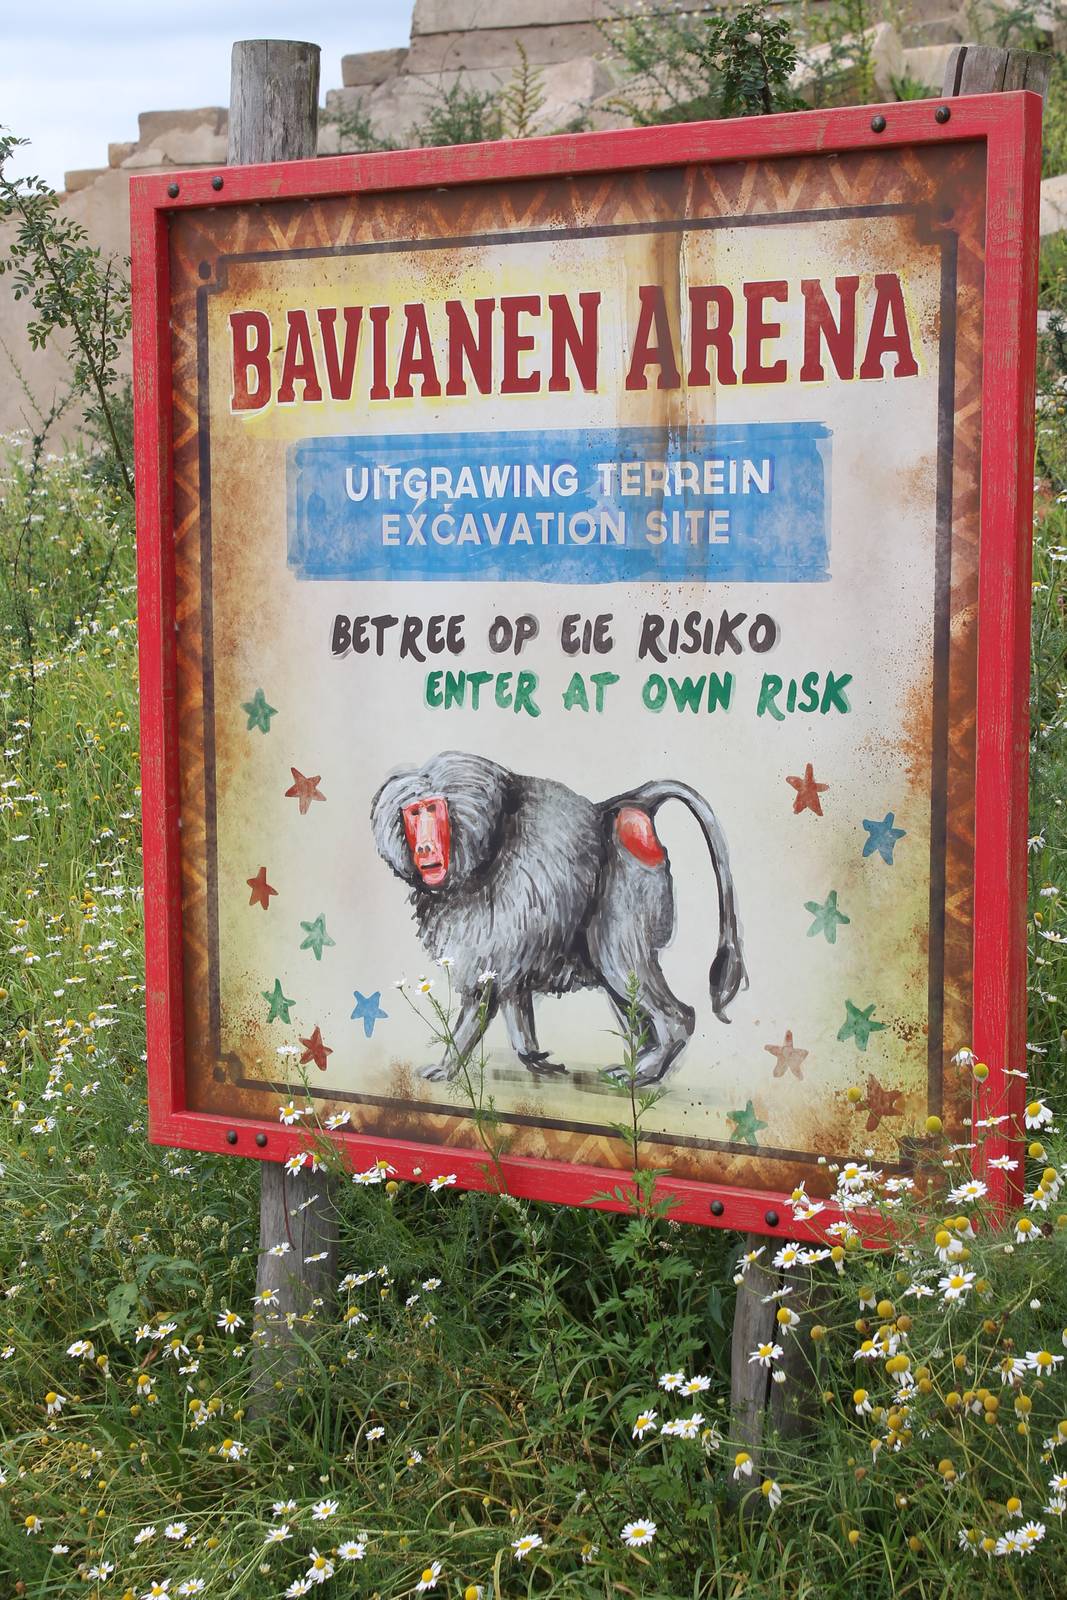 BAVIANEN ARENA
UITGRAWING TERREIN
EXCAVATION SITE
BETREE OP EIE RISIKO
ENTER AT OWN RISK